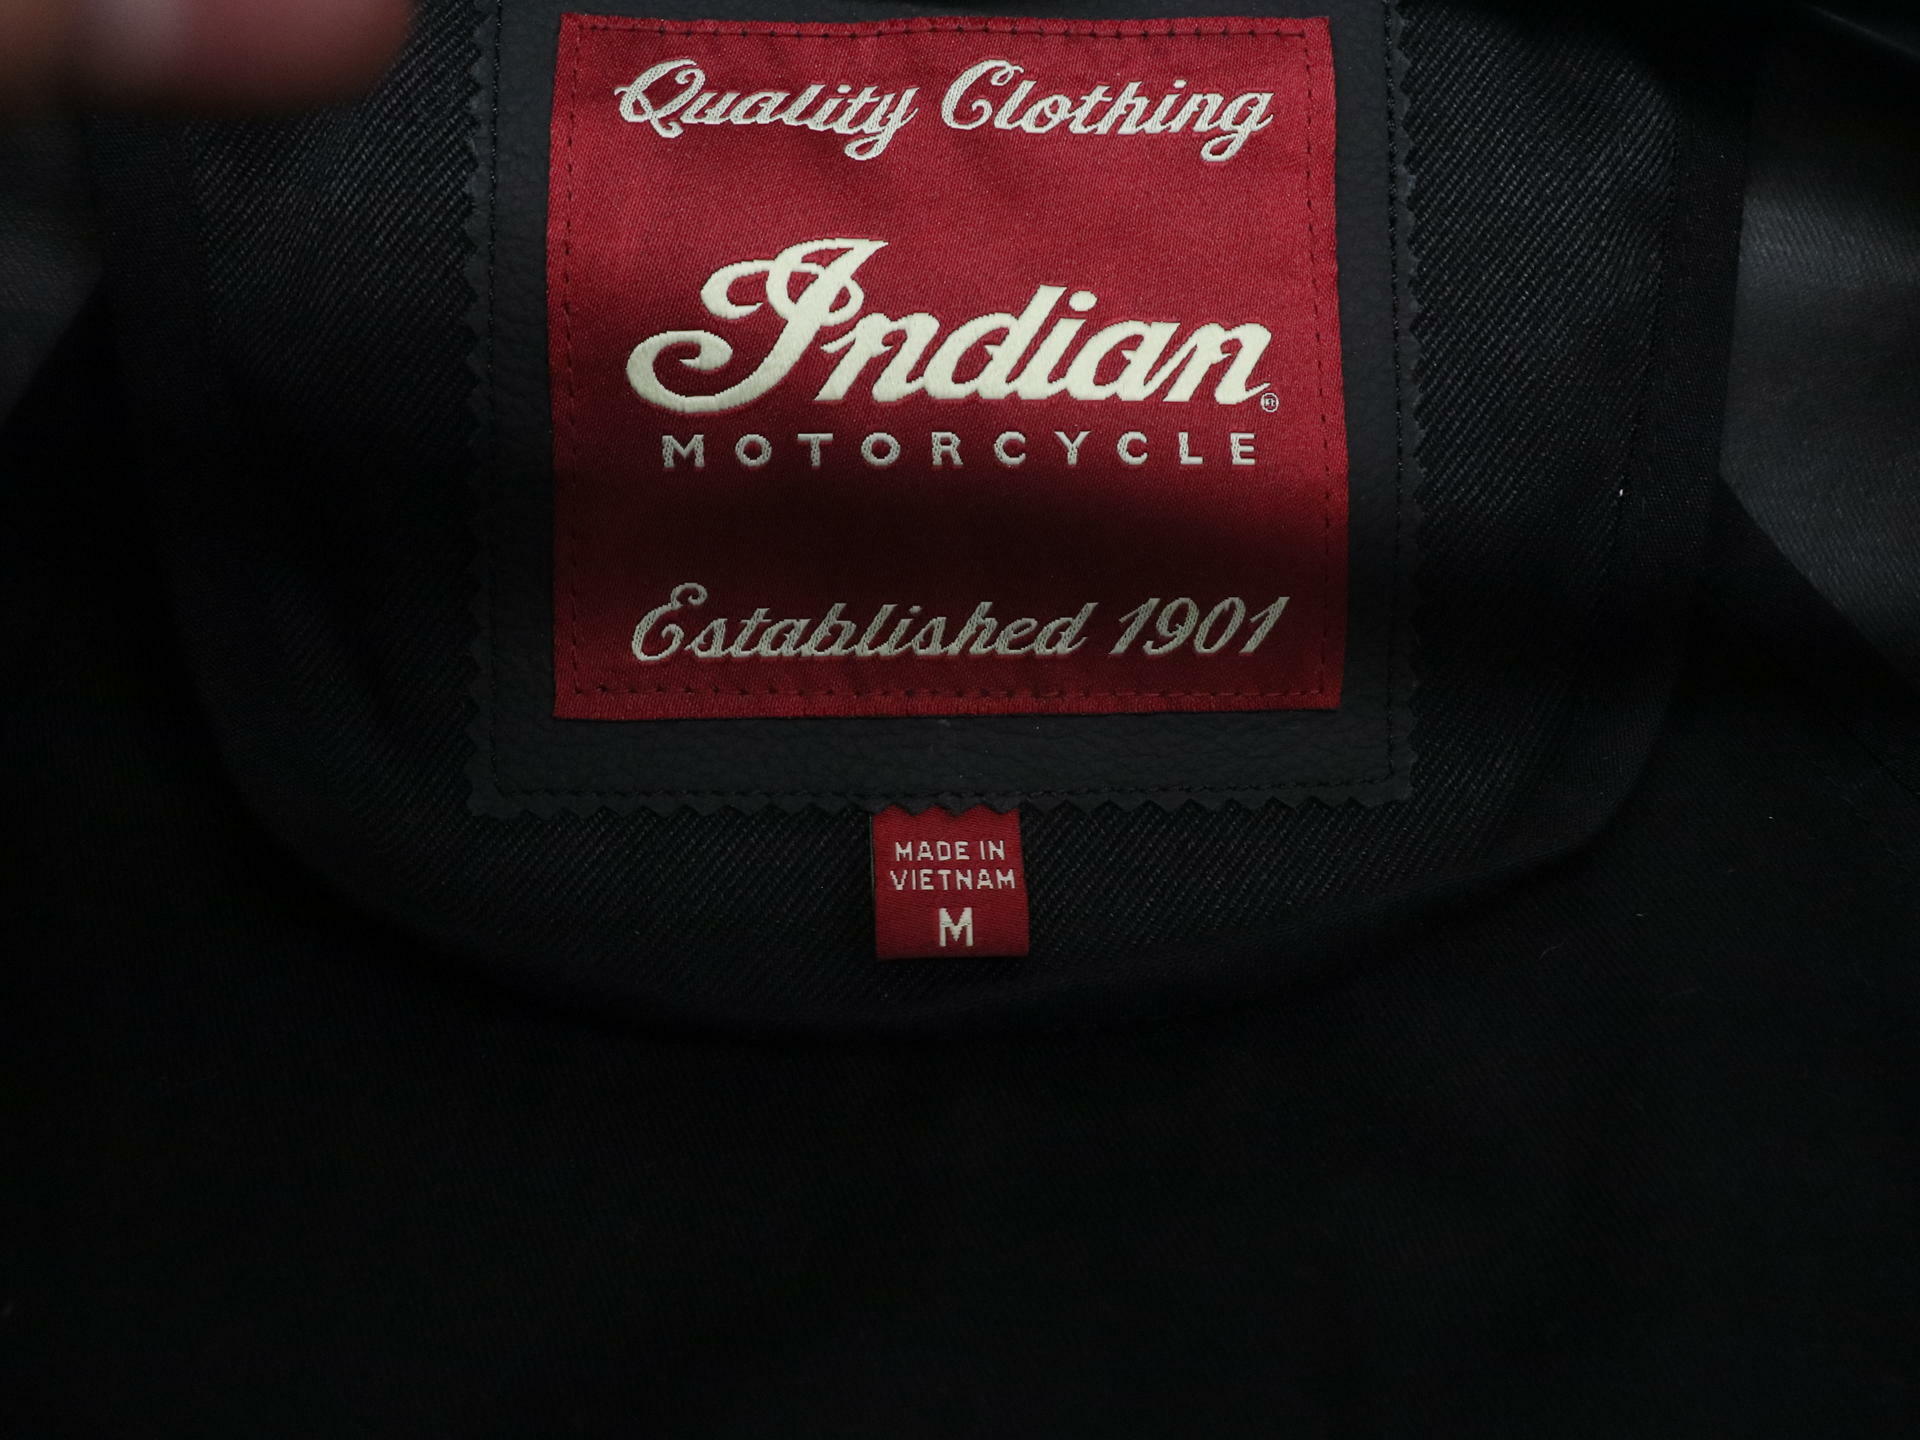 Quality Clothing
Indian®
MOTORCYCLE
Established 1901
MADE IN
VIETNAM
M